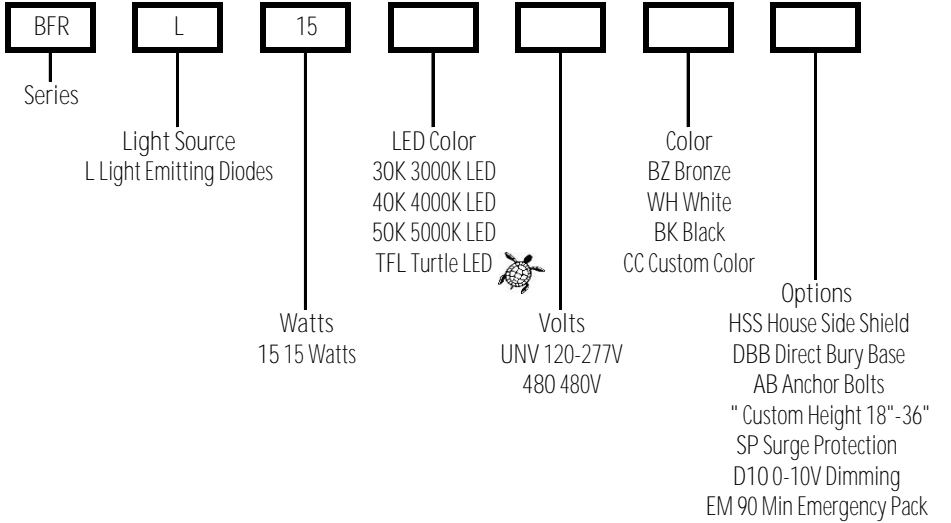 BFR L 15
Series
Light Source
L Light Emitting Diodes
Watts
15 15 Watts
LED Color
30K 3000K LED
40K 4000K LED
50K 5000K LED
TFL Turtle LED
Volts
UNV 120-277V
480 480V
Color
BZ Bronze
WH White
BK Black
CC Custom Color
Options
HSS House Side Shield
DBB Direct Bury Base
AB Anchor Bolts
" Custom Height 18"-36"
SP Surge Protection
D10 0-10V Dimming
EM 90 Min Emergency Pack